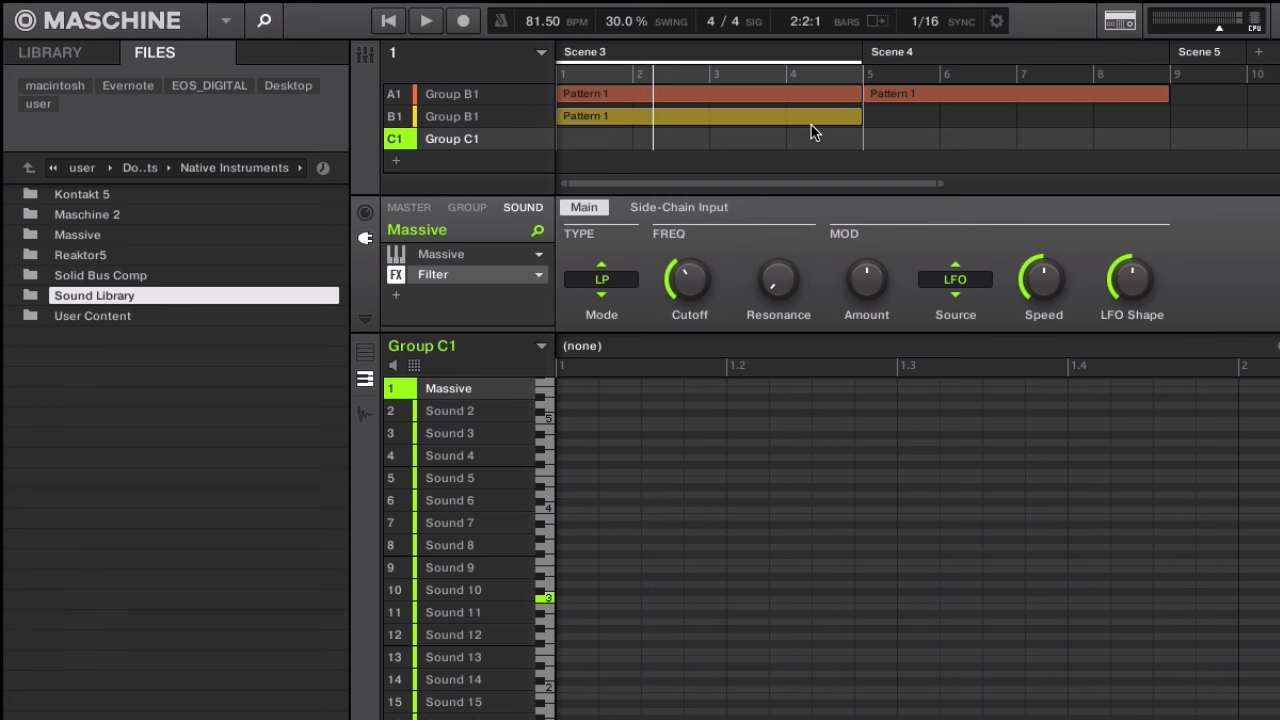 MASCHINE
81.50 BPM 30.0 % SWING 4 / 4 SIG 2:2:1 BARS 1/16 SYNC
CPU
LIBRARY FILES
macintosh Evernote EOS_DIGITAL Desktop
user
user Do..ts Native Instruments
Kontakt 5
Maschine 2
Massive
Reaktor5
Solid Bus Comp
Sound Library
User Content
1 Scene 3 Scene 4 Scene 5 +
1 2 3 4 5 6 7 8 9 10
A1 Group B1 Pattern 1 Pattern 1
B1 Group B1 Pattern 1
C1 Group C1
+
MASTER GROUP SOUND Main Side-Chain Input
Massive
TYPE FREQ MOD
Massive
FX Filter LP LFO
+
Mode Cutoff Resonance Amount Source Speed LFO Shape
Group C1 (none)
1 1.2 1.3 1.4 2
1 Massive
2 Sound 2 5
3 Sound 3
4 Sound 4
5 Sound 5
6 Sound 6 4
7 Sound 7
8 Sound 8
9 Sound 9
10 Sound 10 3
11 Sound 11
12 Sound 12
13 Sound 13
14 Sound 14 2
15 Sound 15